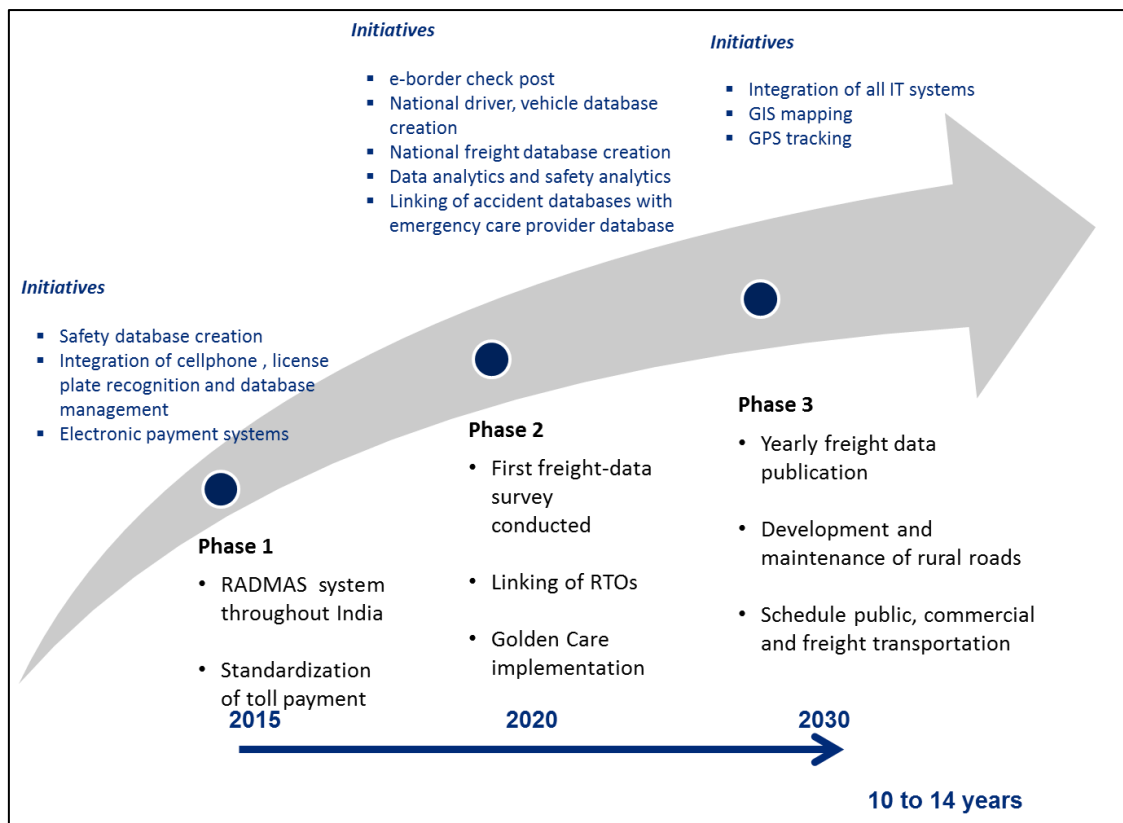 Initiatives
▪ Safety database creation
▪ Integration of cellphone , license
plate recognition and database
management
▪ Electronic payment systems
Initiatives
▪ e-border check post
▪ National driver, vehicle database
creation
▪ National freight database creation
▪ Data analytics and safety analytics
▪ Linking of accident databases with
emergency care provider database
Initiatives
▪ Integration of all IT systems
▪ GIS mapping
▪ GPS tracking
Phase 1
• RADMAS system
throughout India
• Standardization
of toll payment
Phase 2
• First freight-data
survey
conducted
• Linking of RTOs
• Golden Care
implementation
Phase 3
• Yearly freight data
publication
• Development and
maintenance of rural roads
• Schedule public, commercial
and freight transportation
2015
2020
2030
10 to 14 years